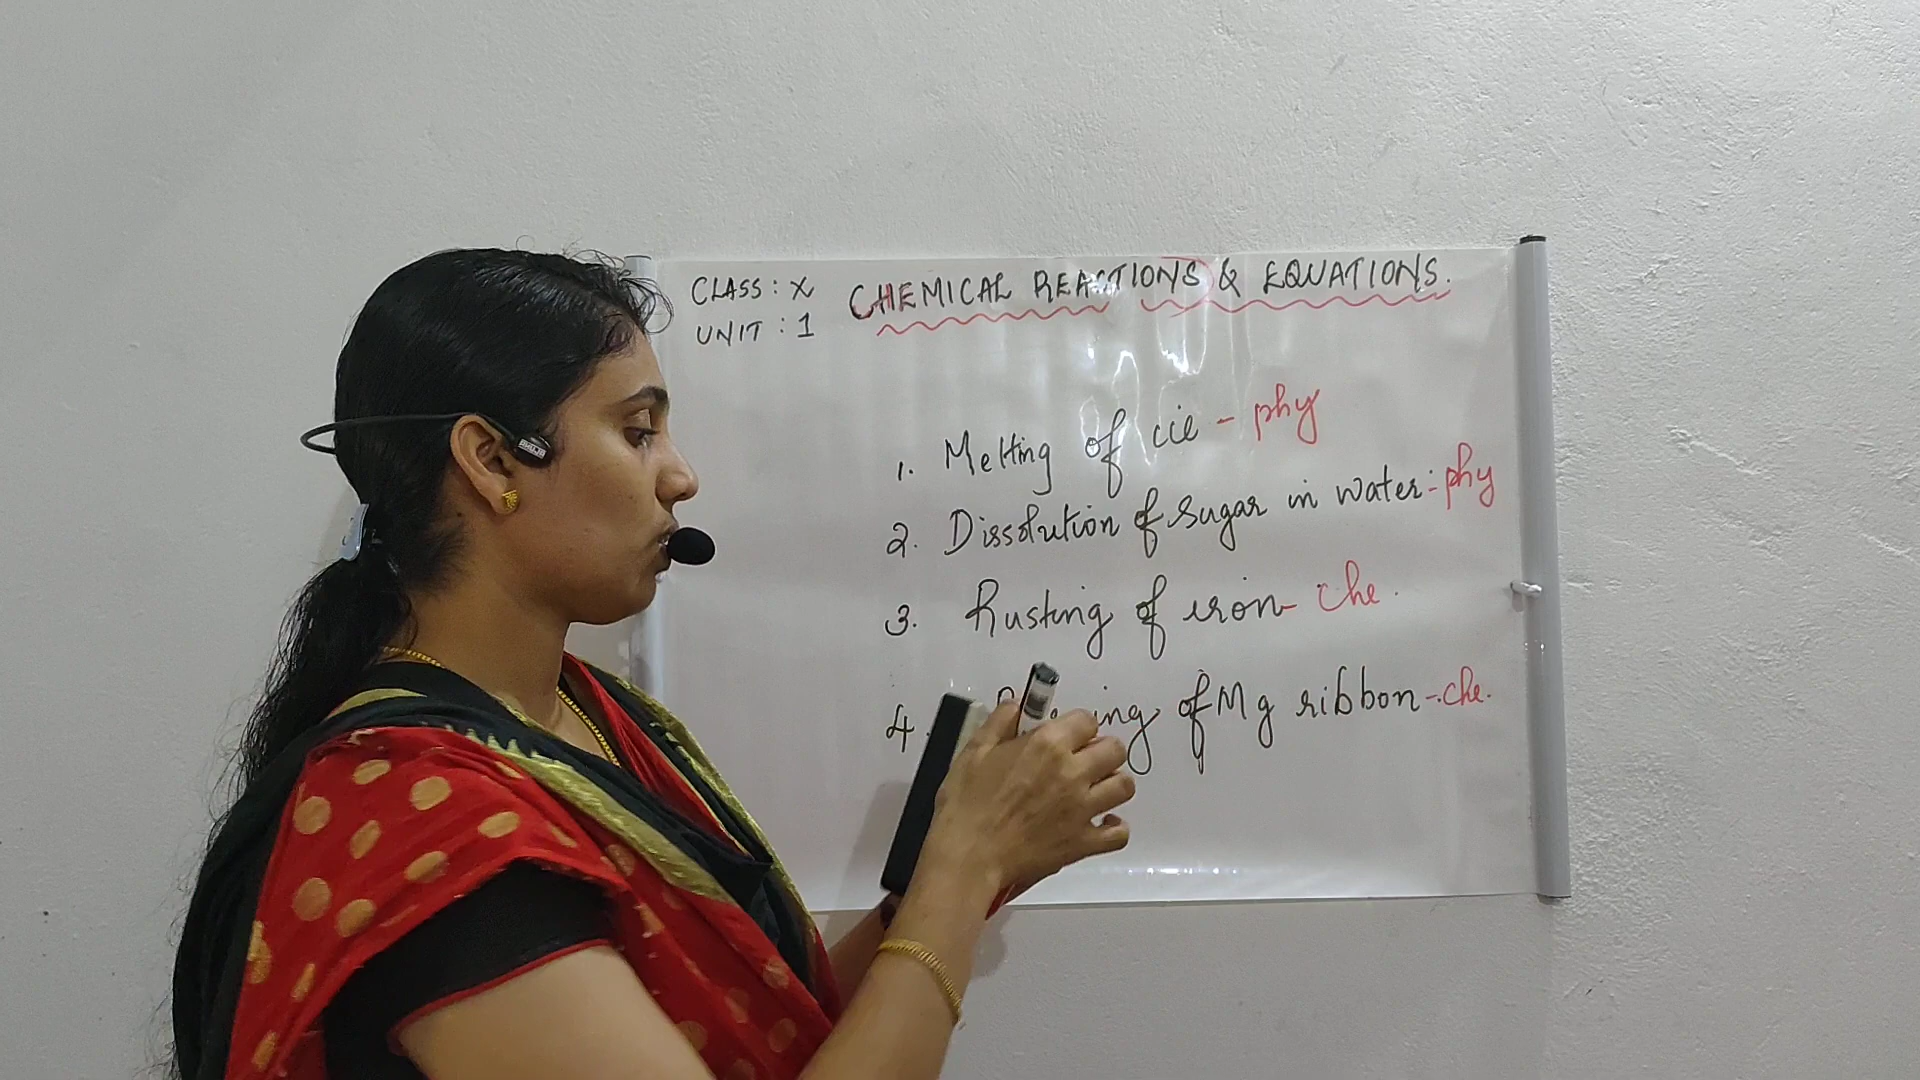 CLASS: X CHEMICAL REACTIONS & EQUATIONS.
UNIT : 1
1. Melting of ice - phy
2. Dissolution of sugar in water:- phy
3. Rusting of iron- che.
4. of Mg ribbon-.che.